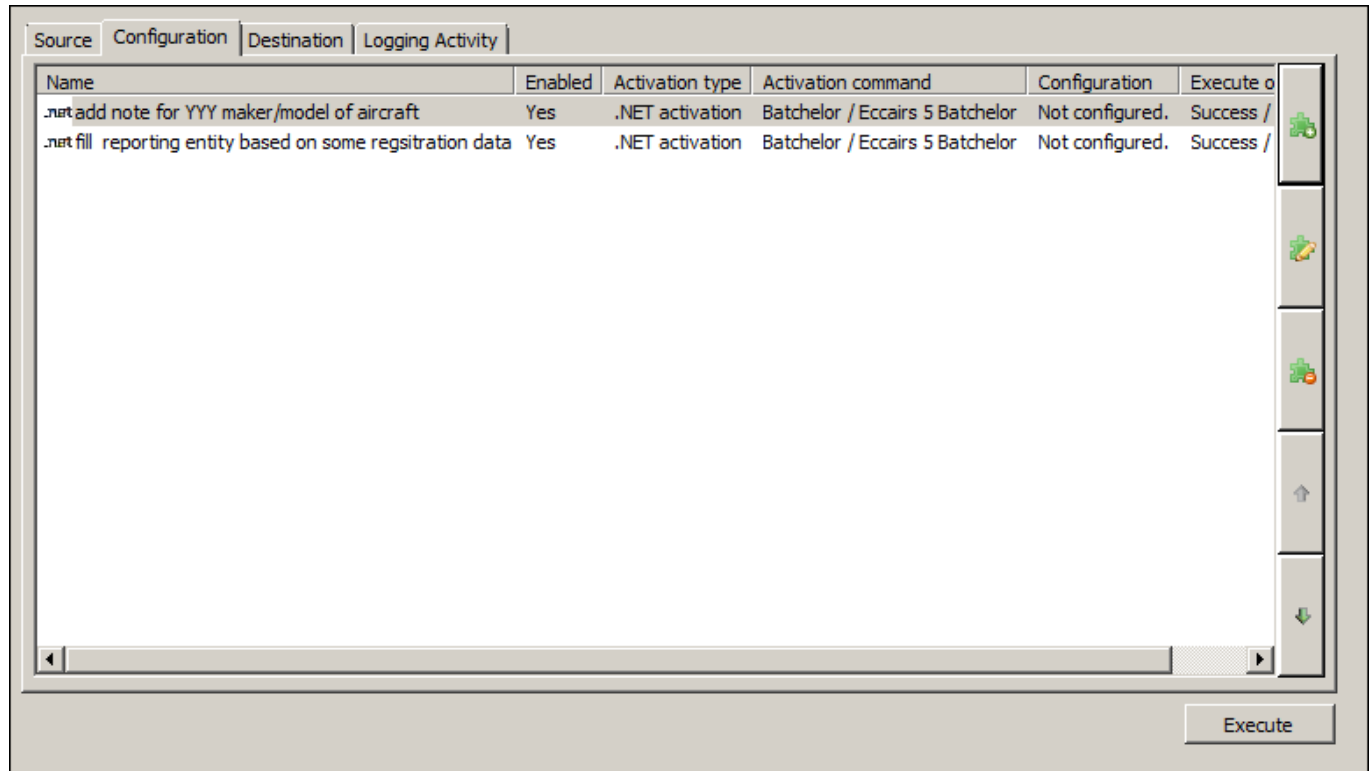 Source Configuration Destination Logging Activity
Name Enabled Activation type Activation command Configuration Execute o
.net add note for YYY maker/model of aircraft Yes .NET activation Batchelor / Eccairs 5 Batchelor Not configured. Success /
.net fill reporting entity based on some regsitration data Yes .NET activation Batchelor / Eccairs 5 Batchelor Not configured. Success /
Execute